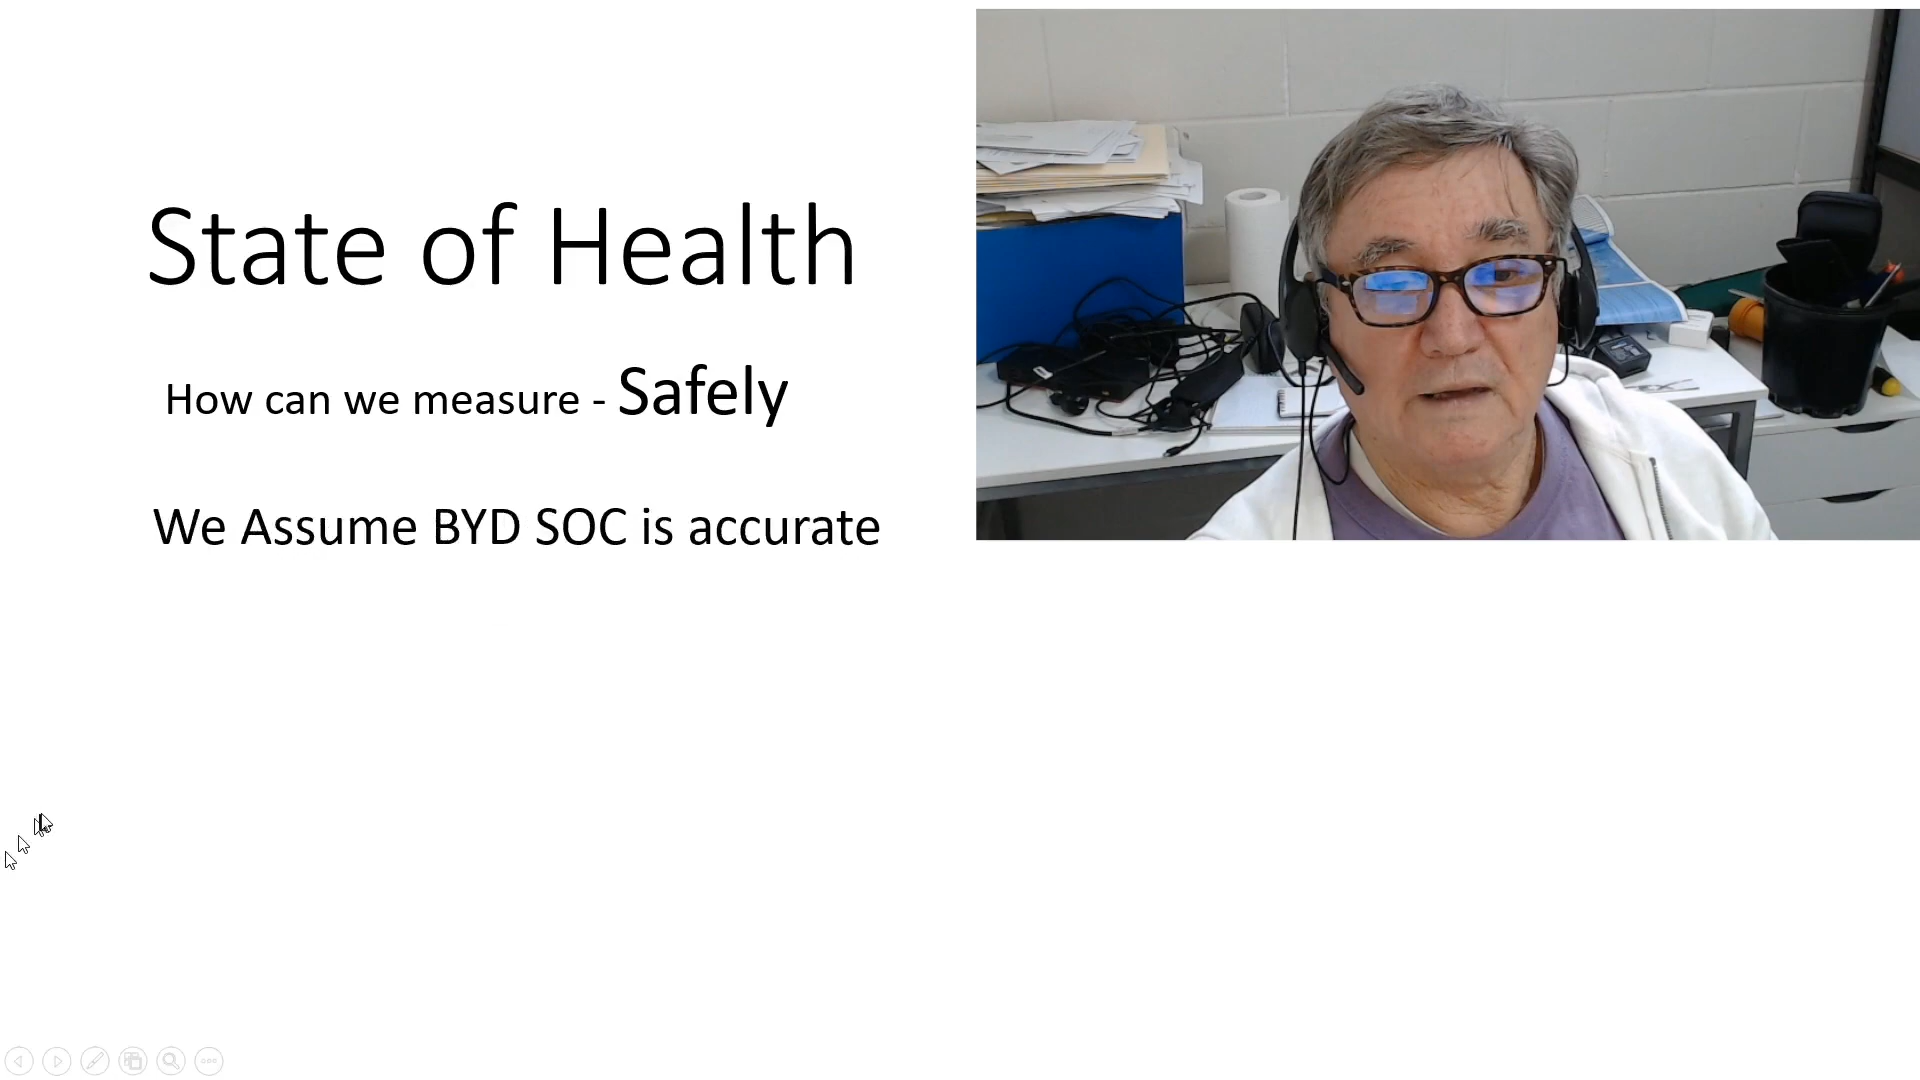 State of Health
How can we measure - Safely
We Assume BYD SOC is accurate